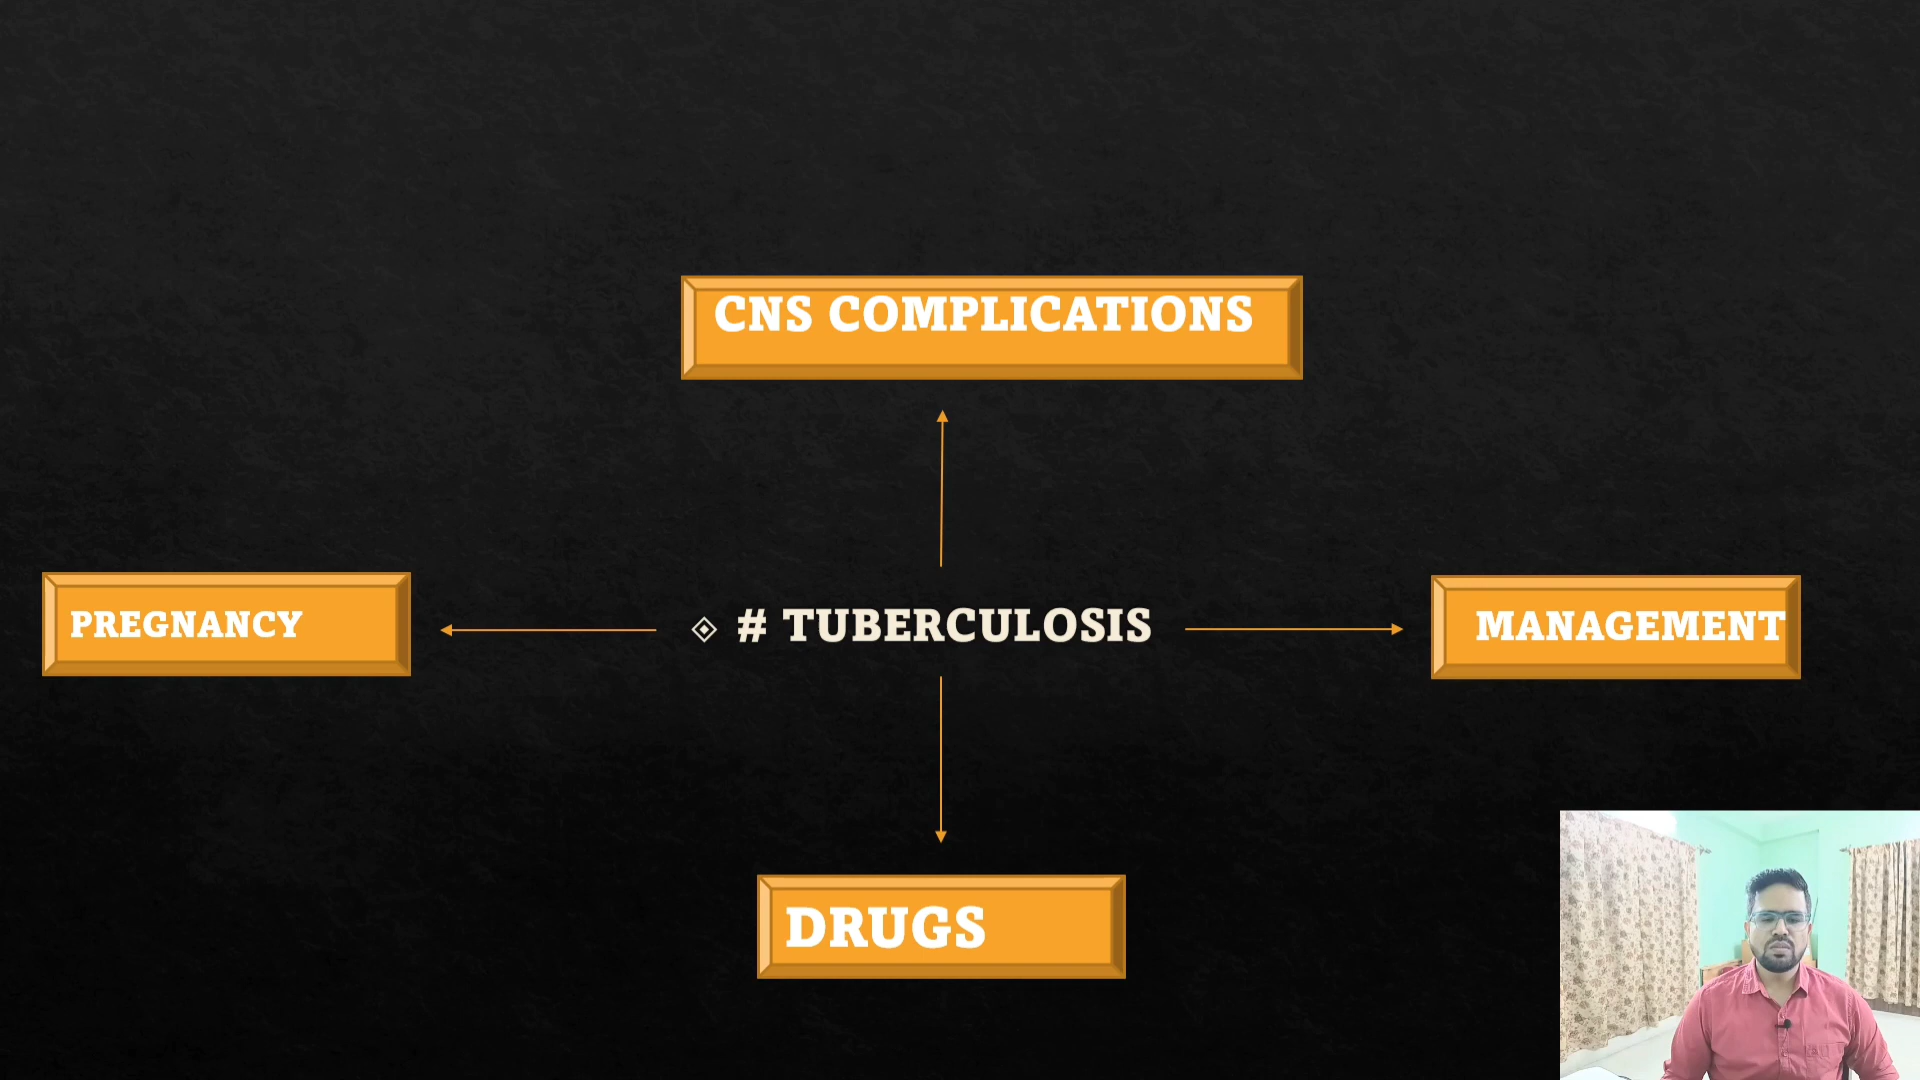 CNS COMPLICATIONS
PREGNANCY
# TUBERCULOSIS
MANAGEMENT
DRUGS